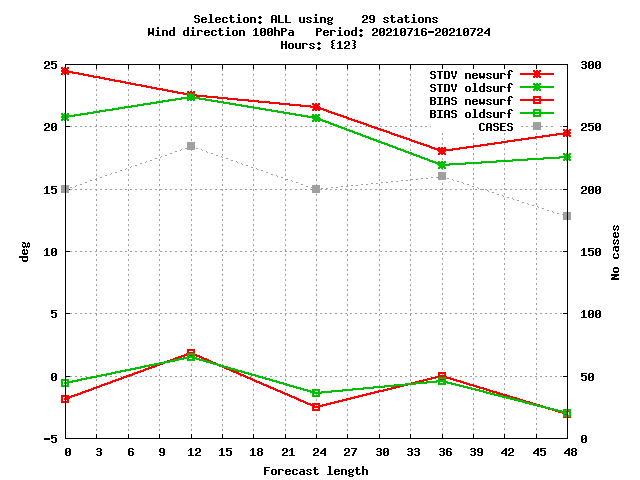 Selection: ALL using    29 stations
Wind direction 100hPa   Period: 20210716-20210724
Hours: {12}
STDV newsurf
STDV oldsurf
BIAS newsurf
BIAS oldsurf
CASES
25
20
15
10
5
0
-5
deg
300
250
200
150
100
50
0
No cases
0 3 6 9 12 15 18 21 24 27 30 33 36 39 42 45 48
Forecast length